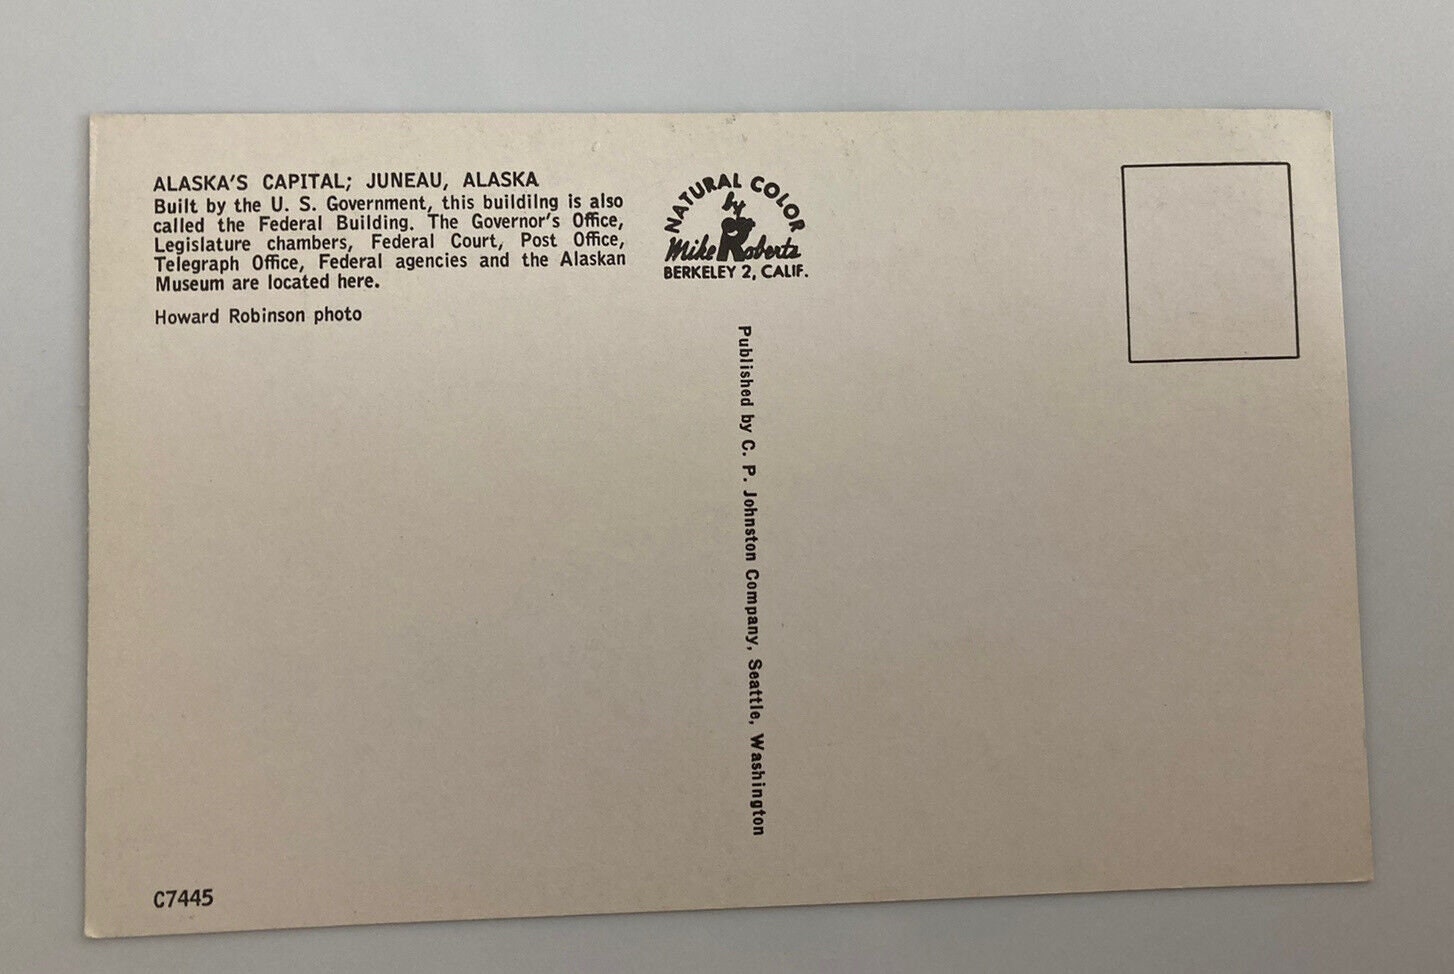 ALASKA'S CAPITAL; JUNEAU, ALASKA
Built by the U. S. Government, this buildilng is also
called the Federal Building. The Governor's Office,
Legislature chambers, Federal Court, Post Office,
Telegraph Office, Federal agencies and the Alaskan
Museum are located here.
Howard Robinson photo
NATURAL COLOR
by
Mike Roberts
BERKELEY 2, CALIF.
Published by C. P. Johnston Company, Seattle, Washington
C7445